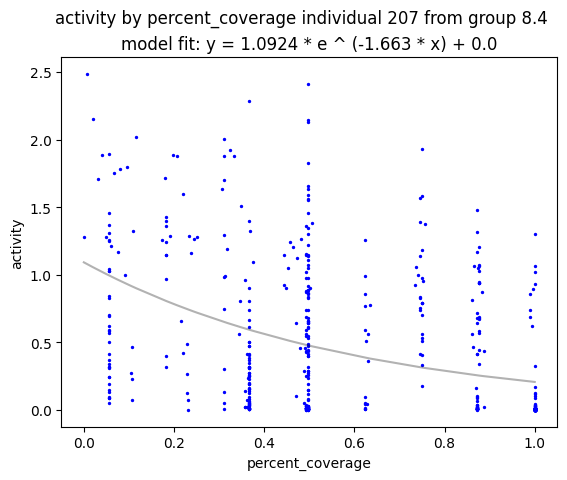 activity by percent_coverage individual 207 from group 8.4
model fit: y = 1.0924 * e ^ (-1.663 * x) + 0.0
2.5
2.0
1.5
1.0
0.5
0.0
activity
0.0 0.2 0.4 0.6 0.8 1.0
percent_coverage